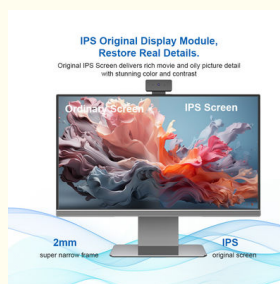 IPS Original Display Module,
Restore Real Details.
Original IPS Screen delivers rich movie and oily picture detail
with stunning color and contrast
Ordinary Screen
IPS Screen
2mm
super narrow frame
IPS
original screen